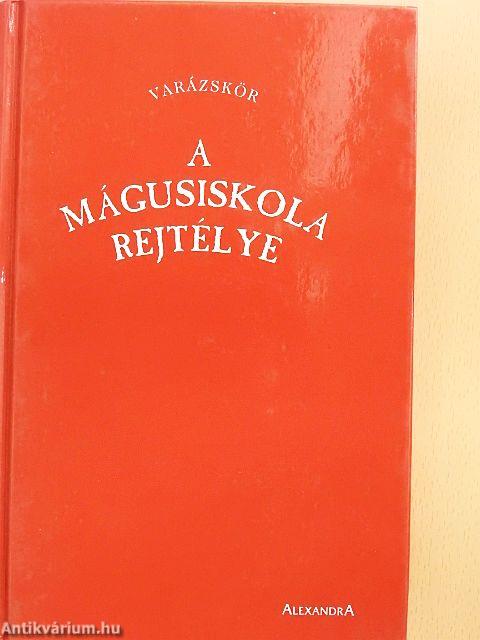 VARÁZSKÖR
A
MÁGUSISKOLA
REJTÉLYE
ALEXANDRA
Antikvárium.hu